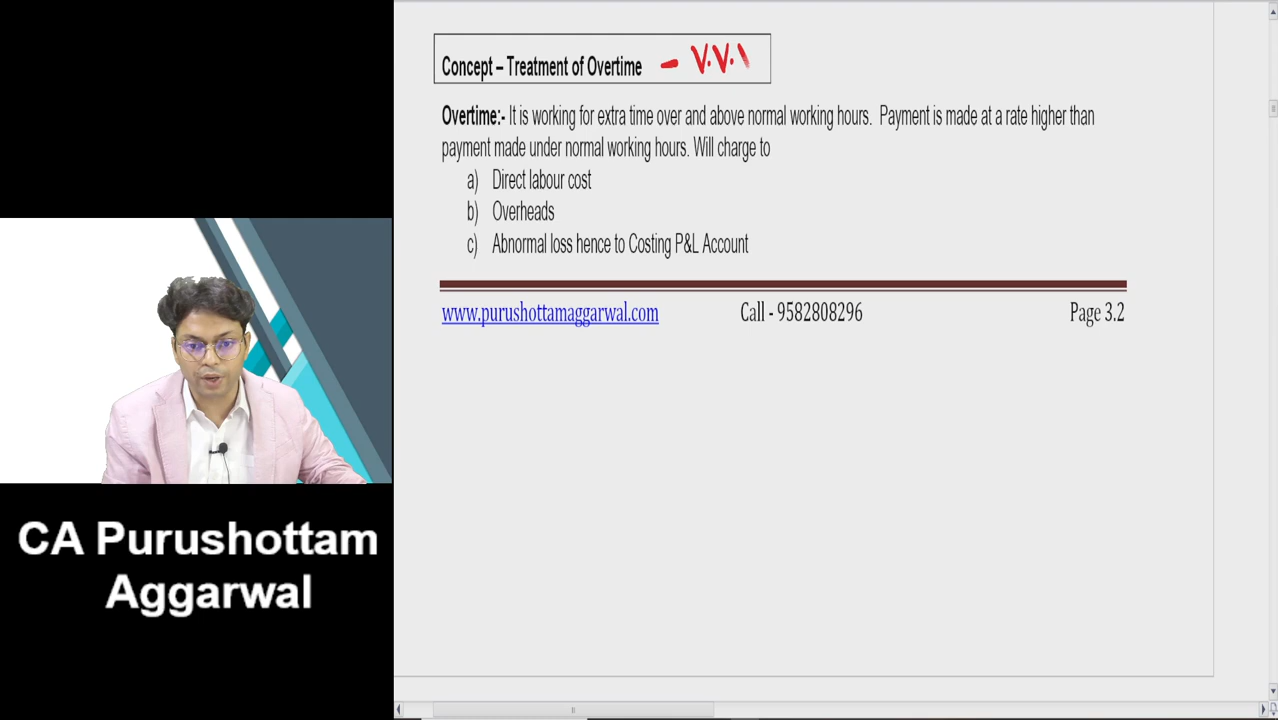 Concept – Treatment of Overtime – V.V.
Overtime:- It is working for extra time over and above normal working hours. Payment is made at a rate higher than
payment made under normal working hours. Will charge to
a) Direct labour cost
b) Overheads
c) Abnormal loss hence to Costing P&L Account
www.purushottamaggarwal.com Call - 9582808296 Page 3.2
CA Purushottam
Aggarwal